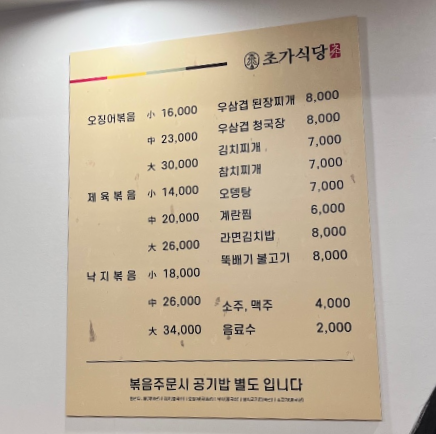 초가식당
오징어볶음 小 16,000
中 23,000
大 30,000
제육볶음 小 14,000
中 20,000
大 26,000
낙지볶음 小 18,000
中 26,000
大 34,000
우삼겹 된장찌개 8,000
우삼겹 청국장 8,000
김치찌개 7,000
참치찌개 7,000
오뎅탕 7,000
계란찜 6,000
라면김치밥 8,000
뚝배기 불고기 8,000
소주, 맥주 4,000
음료수 2,000
볶음주문시 공기밥 별도 입니다